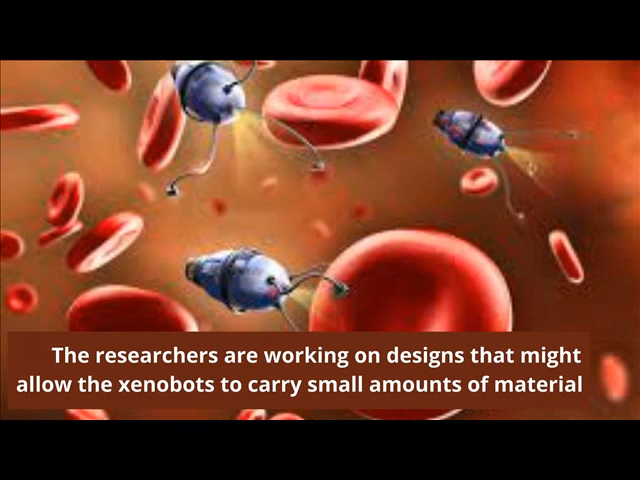 The researchers are working on designs that might
allow the xenobots to carry small amounts of material